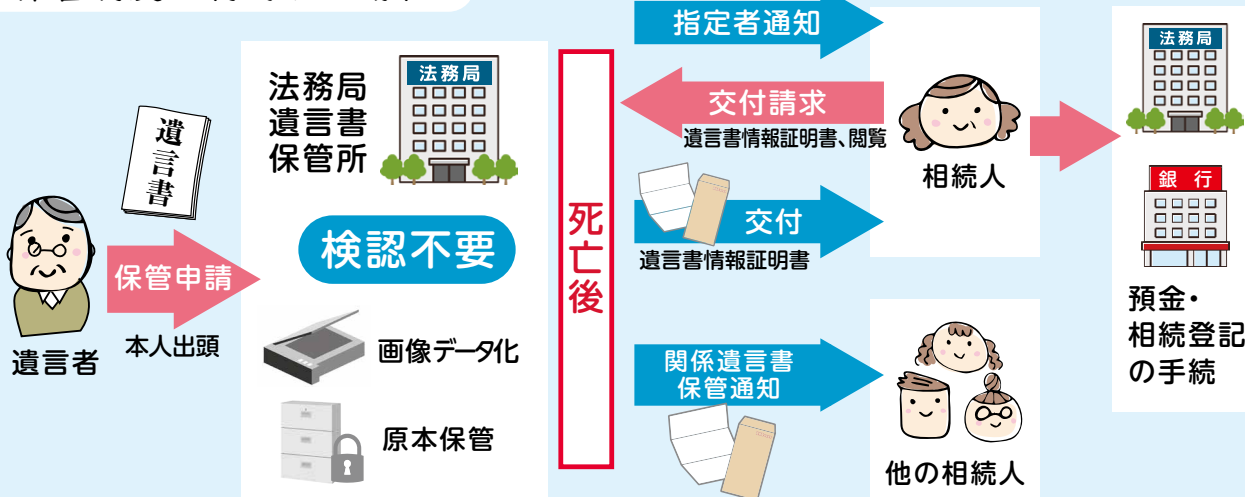 遺言書
保管申請
本人出頭
遺言者
法務局
遺言書
保管所
法務局
検認不要
画像データ化
原本保管
死亡後
指定者通知
交付請求
遺言書情報証明書、閲覧
交付
遺言書情報証明書
関係遺言書
保管通知
相続人
他の相続人
法務局
銀行
預金・
相続登記
の手続